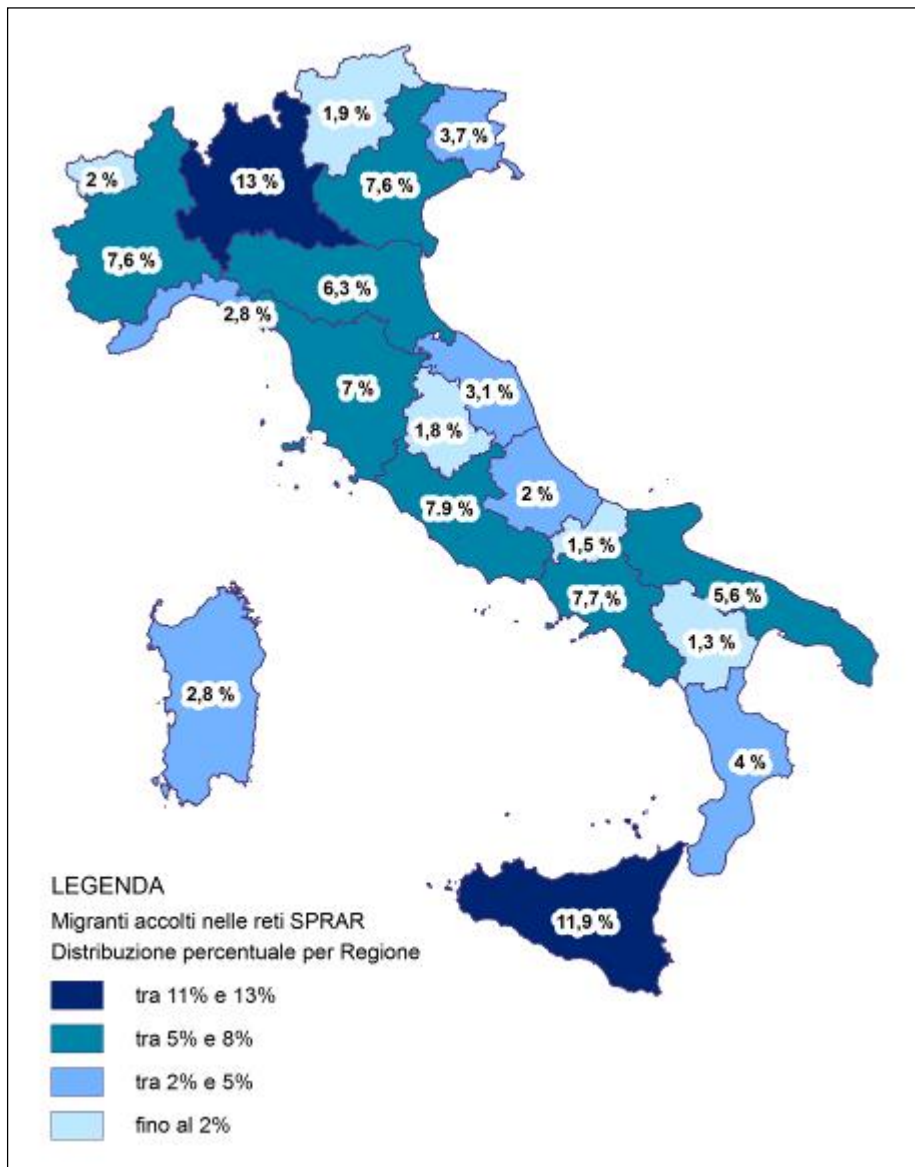 1,9 %
3,7 %
2 %
13 %
7,6 %
7,6 %
6,3 %
2,8 %
7 %
3,1 %
1,8 %
2 %
7.9 %
1,5 %
7,7 %
5,6 %
1,3 %
2,8 %
4 %
11,9 %
LEGENDA
Migranti accolti nelle reti SPRAR
Distribuzione percentuale per Regione
tra 11% e 13%
tra 5% e 8%
tra 2% e 5%
fino al 2%